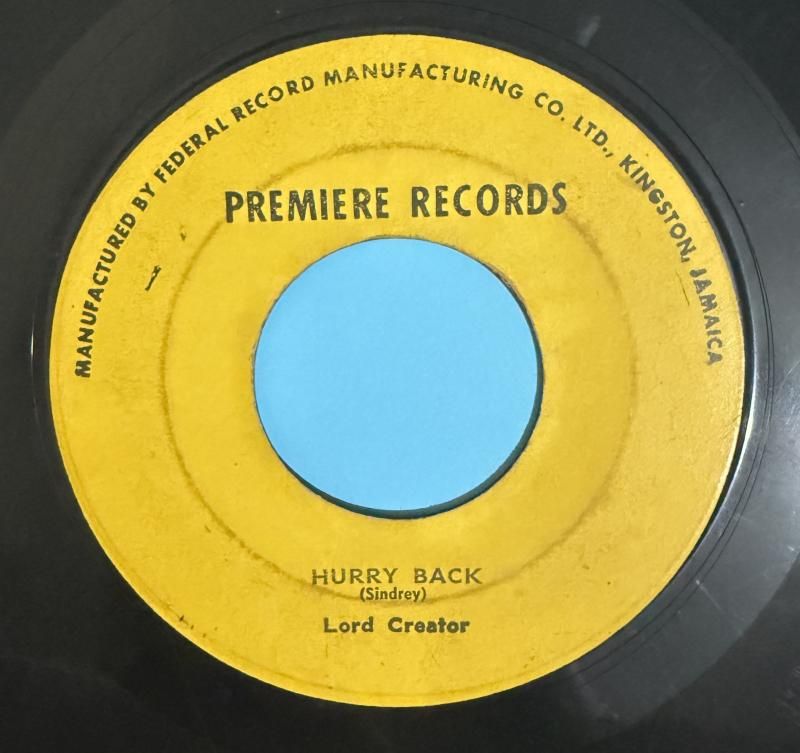 MANUFACTURED BY FEDERAL RECORD MANUFACTURING CO. LTD., KINGSTON, JAMAICA
PREMIERE RECORDS
HURRY BACK
(Sindrey)
Lord Creator